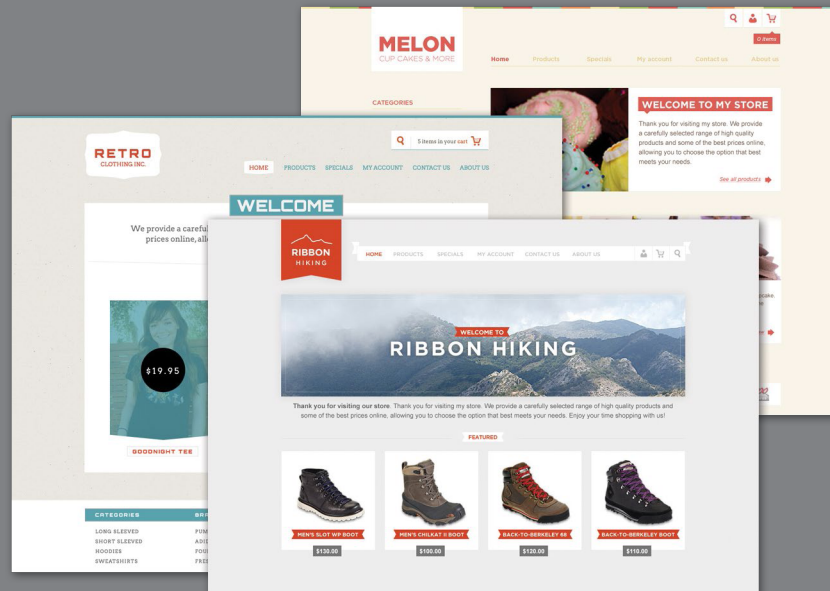 MELON
CUP CAKES & MORE
0 items
Home Products Specials My account Contact us About us
CATEGORIES
WELCOME TO MY STORE
Thank you for visiting my store. We provide
a carefully selected range of high quality
products and some of the best prices online,
allowing you to choose the option that best
meets your needs.
See all products
RETRO
CLOTHING INC.
5 items in your cart
HOME PRODUCTS SPECIALS MY ACCOUNT CONTACT US ABOUT US
WELCOME
We provide a careful
prices online, all
$19.95
GOODNIGHT TEE
CATEGORIES
LONG SLEEVED
SHORT SLEEVED
HOODIES
SWEATSHIRTS
RIBBON
HIKING
HOME PRODUCTS SPECIALS MY ACCOUNT CONTACT US ABOUT US
WELCOME TO
RIBBON HIKING
Thank you for visiting our store. Thank you for visiting my store. We provide a carefully selected range of high quality products and
some of the best prices online, allowing you to choose the option that best meets your needs. Enjoy your time shopping with us!
FEATURED
MEN'S SLOT WP BOOT
$130.00
MEN'S CHILKAT II BOOT
$100.00
BACK-TO-BERKELEY 68
$120.00
BACK-TO-BERKELEY BOOT
$110.00